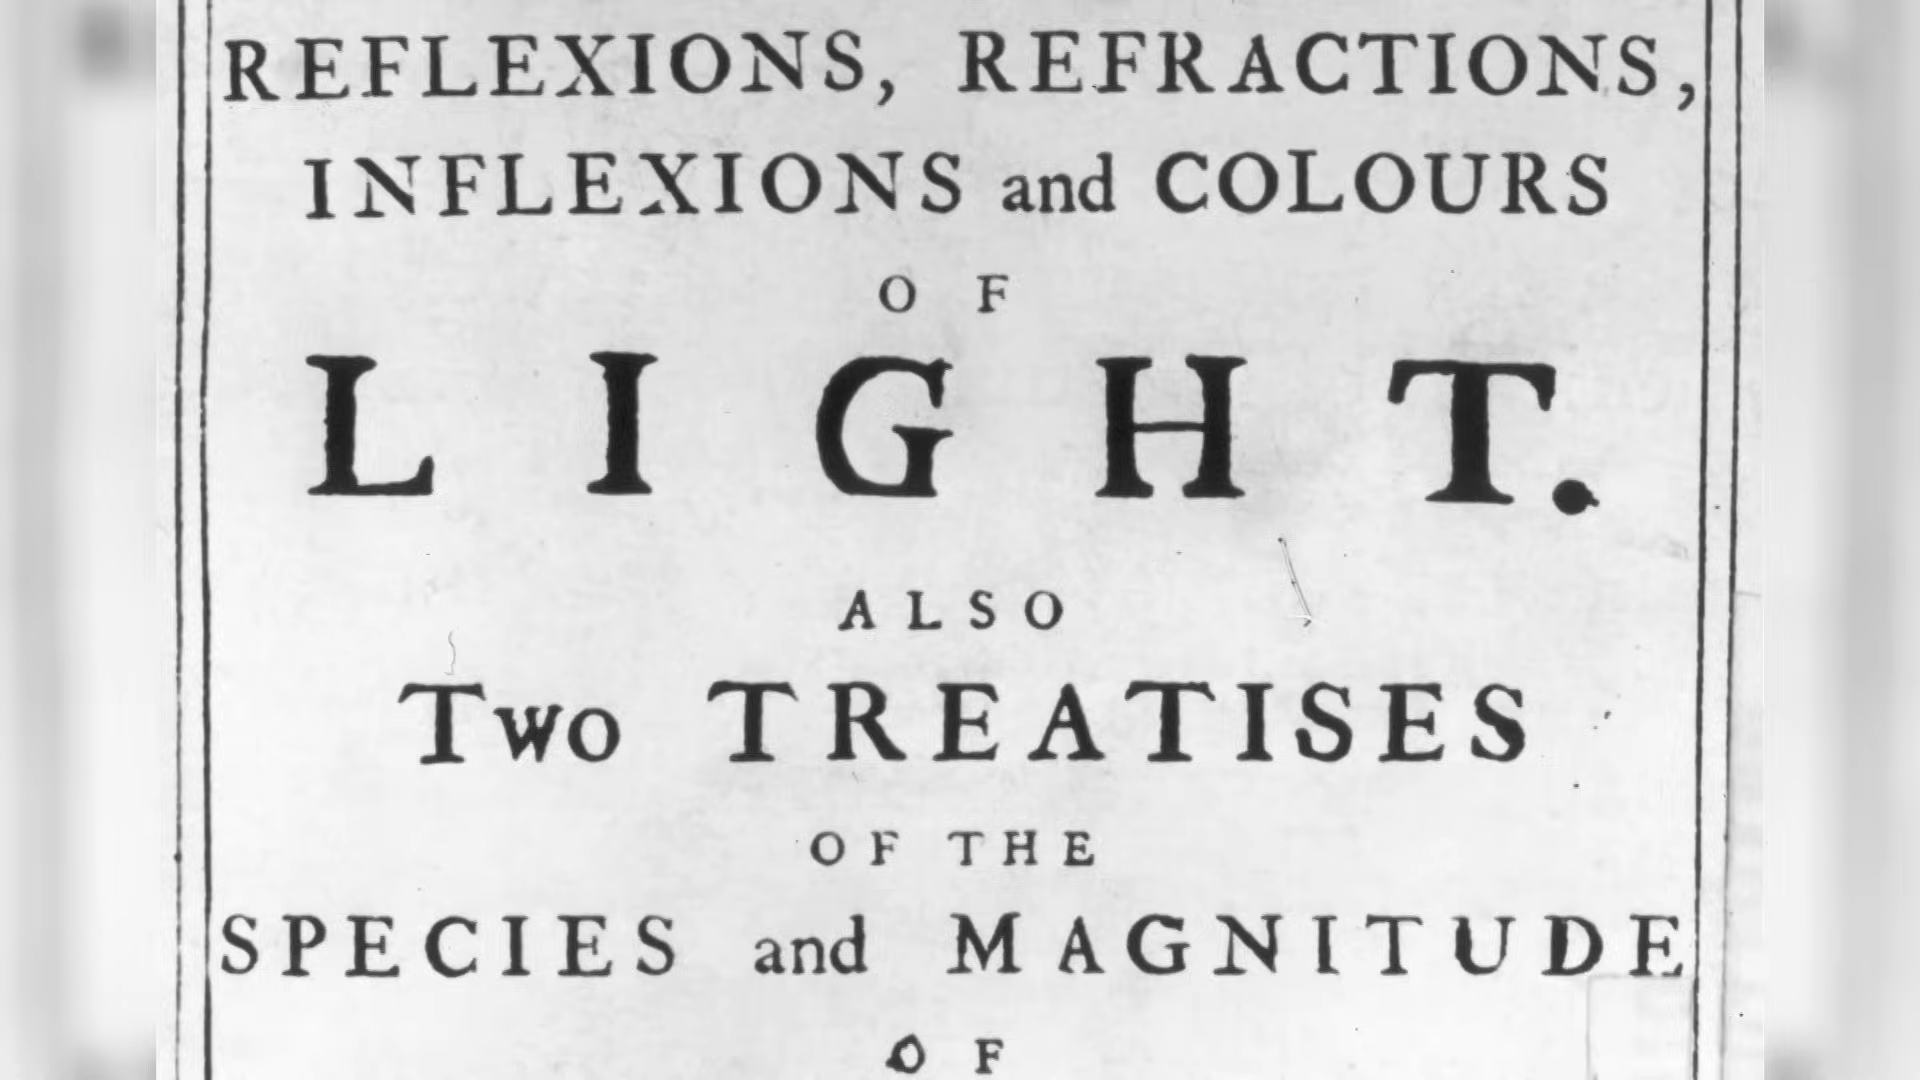 REFLEXIONS, REFRACTIONS,
INFLEXIONS and COLOURS
OF
LIGHT.
ALSO
Two TREATISES
OF THE
SPECIES and MAGNITUDE
OF